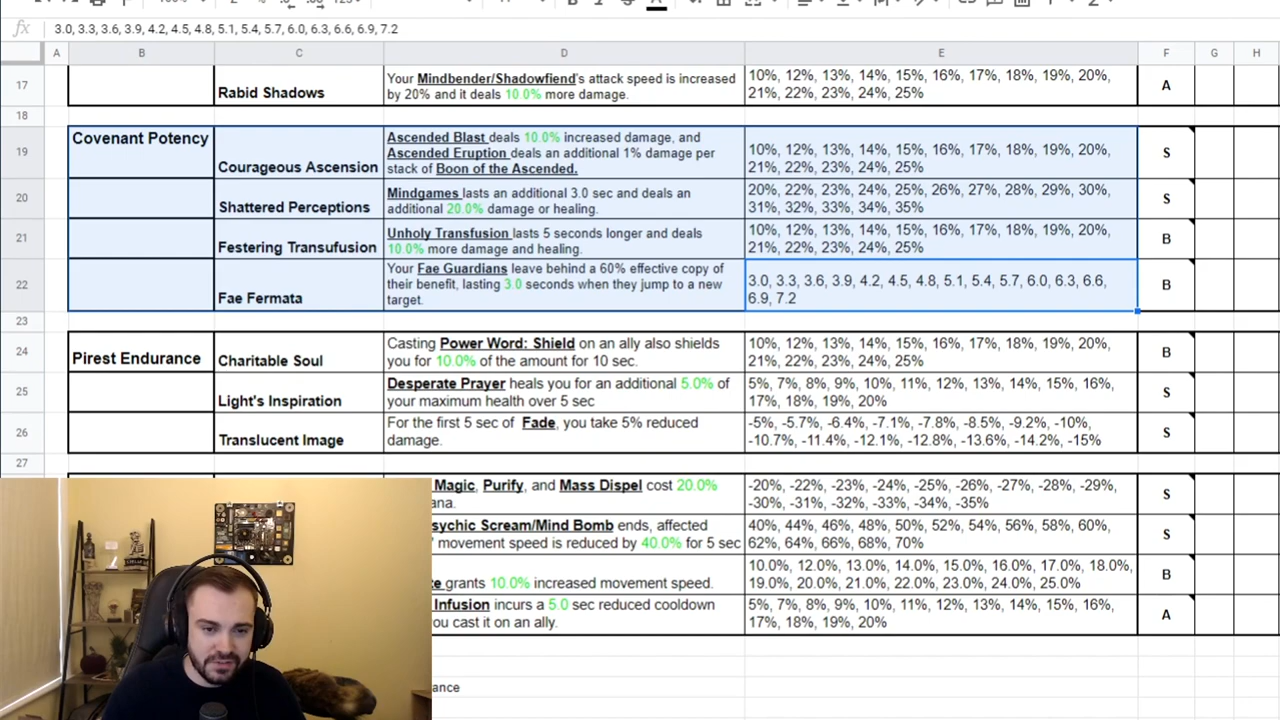 3.0, 3.3, 3.6, 3.9, 4.2, 4.5, 4.8, 5.1, 5.4, 5.7, 6.0, 6.3, 6.6, 6.9, 7.2
A B C D E F G H
17
Rabid Shadows
Your Mindbender/Shadowfiend's attack speed is increased
by 20% and it deals 10.0% more damage.
10%, 12%, 13%, 14%, 15%, 16%, 17%, 18%, 19%, 20%,
21%, 22%, 23%, 24%, 25%
A
18
19
Covenant Potency
Courageous Ascension
Ascended Blast deals 10.0% increased damage, and
Ascended Eruption deals an additional 1% damage per
stack of Boon of the Ascended.
10%, 12%, 13%, 14%, 15%, 16%, 17%, 18%, 19%, 20%,
21%, 22%, 23%, 24%, 25%
S
20
Shattered Perceptions
Mindgames lasts an additional 3.0 sec and deals an
additional 20.0% damage or healing.
20%, 22%, 23%, 24%, 25%, 26%, 27%, 28%, 29%, 30%,
31%, 32%, 33%, 34%, 35%
S
21
Festering Transufusion
Unholy Transfusion lasts 5 seconds longer and deals
10.0% more damage and healing.
10%, 12%, 13%, 14%, 15%, 16%, 17%, 18%, 19%, 20%,
21%, 22%, 23%, 24%, 25%
B
22
Fae Fermata
Your Fae Guardians leave behind a 60% effective copy of
their benefit, lasting 3.0 seconds when they jump to a new
target.
3.0, 3.3, 3.6, 3.9, 4.2, 4.5, 4.8, 5.1, 5.4, 5.7, 6.0, 6.3, 6.6,
6.9, 7.2
B
23
24
Pirest Endurance
Charitable Soul
Casting Power Word: Shield on an ally also shields
you for 10.0% of the amount for 10 sec.
10%, 12%, 13%, 14%, 15%, 16%, 17%, 18%, 19%, 20%,
21%, 22%, 23%, 24%, 25%
B
25
Light's Inspiration
Desperate Prayer heals you for an additional 5.0% of
your maximum health over 5 sec
5%, 7%, 8%, 9%, 10%, 11%, 12%, 13%, 14%, 15%, 16%,
17%, 18%, 19%, 20%
S
26
Translucent Image
For the first 5 sec of Fade, you take 5% reduced
damage.
-5%, -5.7%, -6.4%, -7.1%, -7.8%, -8.5%, -9.2%, -10%,
-10.7%, -11.4%, -12.1%, -12.8%, -13.6%, -14.2%, -15%
S
27
Magic, Purify, and Mass Dispel cost 20.0%
ana.
-20%, -22%, -23%, -24%, -25%, -26%, -27%, -28%, -29%,
-30%, -31%, -32%, -33%, -34%, -35%
S
sychic Scream/Mind Bomb ends, affected
' movement speed is reduced by 40.0% for 5 sec
40%, 44%, 46%, 48%, 50%, 52%, 54%, 56%, 58%, 60%,
62%, 64%, 66%, 68%, 70%
S
te grants 10.0% increased movement speed.
10.0%, 12.0%, 13.0%, 14.0%, 15.0%, 16.0%, 17.0%, 18.0%,
19.0%, 20.0%, 21.0%, 22.0%, 23.0%, 24.0%, 25.0%
B
Infusion incurs a 5.0 sec reduced cooldown
ou cast it on an ally.
5%, 7%, 8%, 9%, 10%, 11%, 12%, 13%, 14%, 15%, 16%,
17%, 18%, 19%, 20%
A
ance